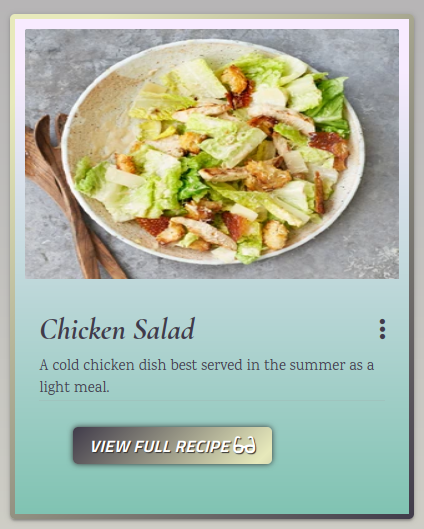 Chicken Salad
A cold chicken dish best served in the summer as a
light meal.
VIEW FULL RECIPE